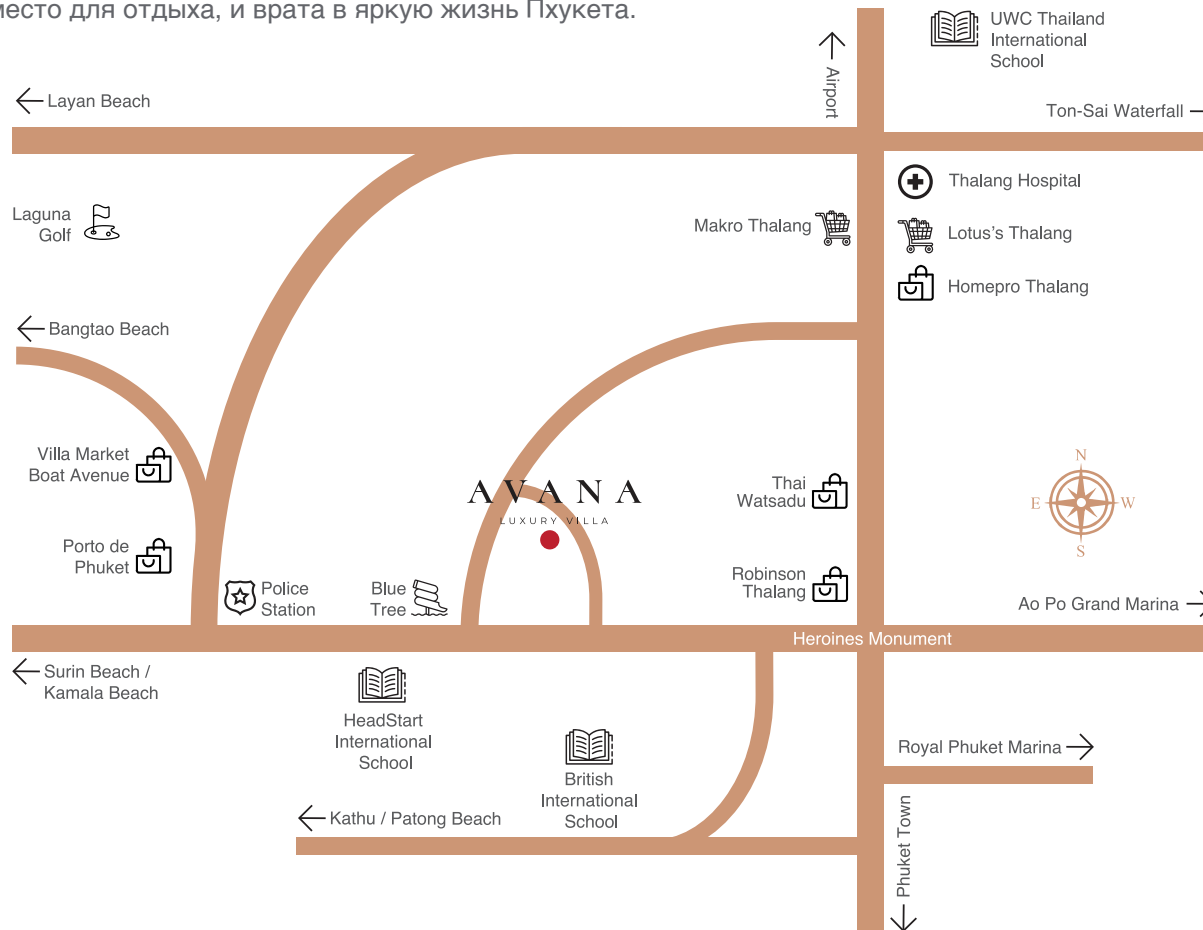 место для отдыха, и врата в яркую жизнь Пхукета.
UWC Thailand
International
School
Airport
Layan Beach
Ton-Sai Waterfall
Thalang Hospital
Laguna
Golf
Makro Thalang
Lotus's Thalang
Homepro Thalang
Bangtao Beach
Villa Market
Boat Avenue
AVANA
LUXURY VILLA
Thai
Watsadu
N
E
W
S
Porto de
Phuket
Police
Station
Blue
Tree
Robinson
Thalang
Ao Po Grand Marina
Heroines Monument
Surin Beach /
Kamala Beach
HeadStart
International
School
British
International
School
Royal Phuket Marina
Kathu / Patong Beach
Phuket Town